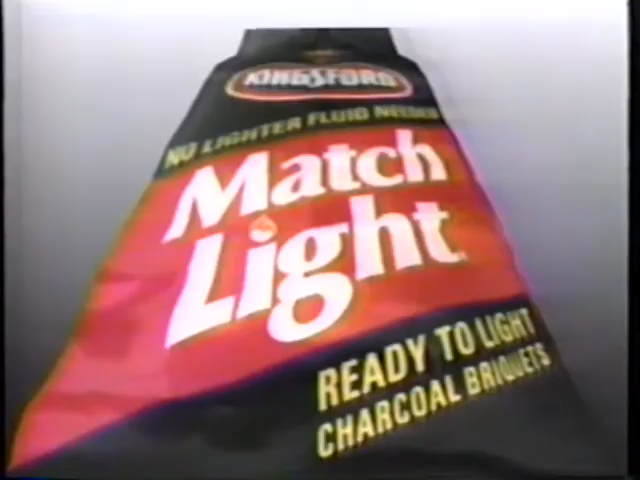 KINGSFORD
NO LIGHTER FLUID NEEDED
Match
Light
READY TO LIGHT
CHARCOAL BRIQUETS